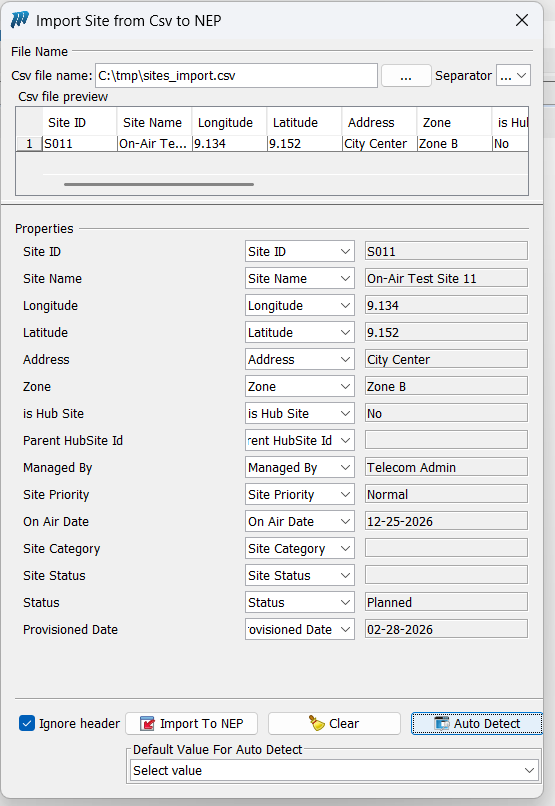 Import Site from Csv to NEP
File Name
Csv file name: C:\tmp\sites_import.csv ... Separator ...
Csv file preview
Site ID Site Name Longitude Latitude Address Zone is Hul
1 S011 On-Air Te... 9.134 9.152 City Center Zone B No
Properties
Site ID Site ID S011
Site Name Site Name On-Air Test Site 11
Longitude Longitude 9.134
Latitude Latitude 9.152
Address Address City Center
Zone Zone Zone B
is Hub Site is Hub Site No
Parent HubSite Id rent HubSite Id
Managed By Managed By Telecom Admin
Site Priority Site Priority Normal
On Air Date On Air Date 12-25-2026
Site Category Site Category
Site Status Site Status
Status Status Planned
Provisioned Date ovisioned Date 02-28-2026
Ignore header Import To NEP Clear Auto Detect
Default Value For Auto Detect
Select value